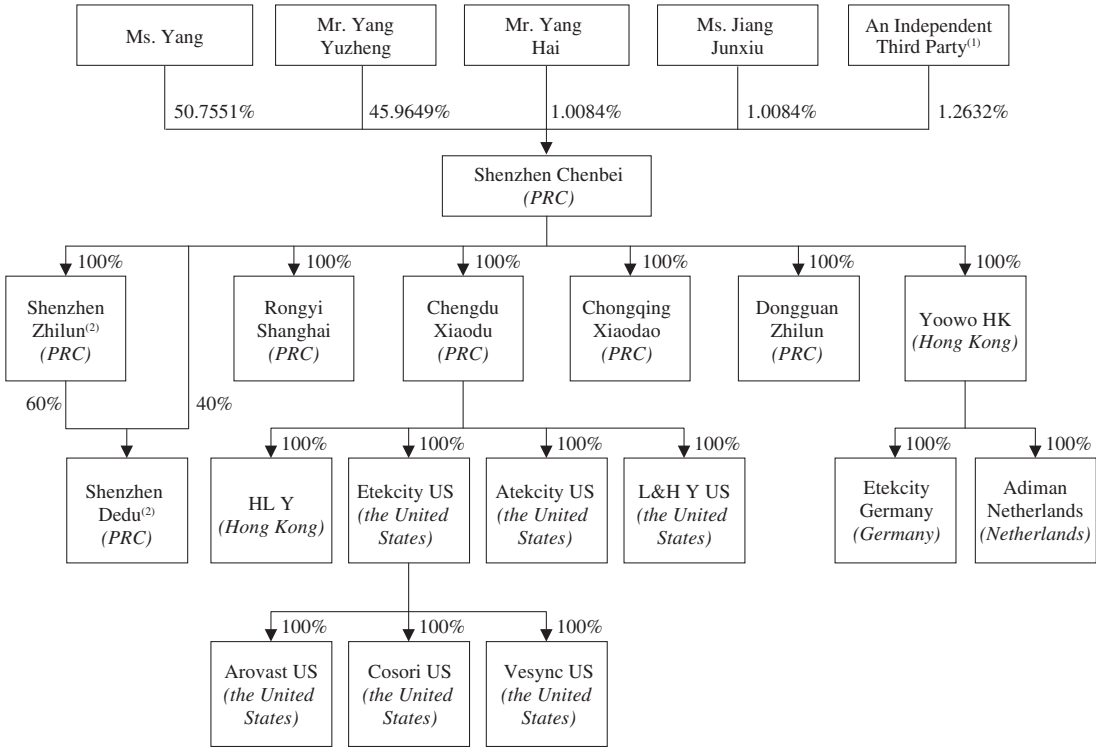 Ms. Yang
Mr. Yang
Yuzheng
Mr. Yang
Hai
Ms. Jiang
Junxiu
An Independent
Third Party(1)
50.7551%
45.9649%
1.0084%
1.0084%
1.2632%
Shenzhen Chenbei
(PRC)
100%
100%
100%
100%
100%
100%
Shenzhen
Zhilun(2)
(PRC)
Rongyi
Shanghai
(PRC)
Chengdu
Xiaodu
(PRC)
Chongqing
Xiaodao
(PRC)
Dongguan
Zhilun
(PRC)
Yoowo HK
(Hong Kong)
60%
40%
100%
100%
100%
100%
100%
100%
Shenzhen
Dedu(2)
(PRC)
HL Y
(Hong Kong)
Etekcity US
(the United
States)
Atekcity US
(the United
States)
L&H Y US
(the United
States)
Etekcity
Germany
(Germany)
Adiman
Netherlands
(Netherlands)
100%
100%
100%
Arovast US
(the United
States)
Cosori US
(the United
States)
Vesync US
(the United
States)